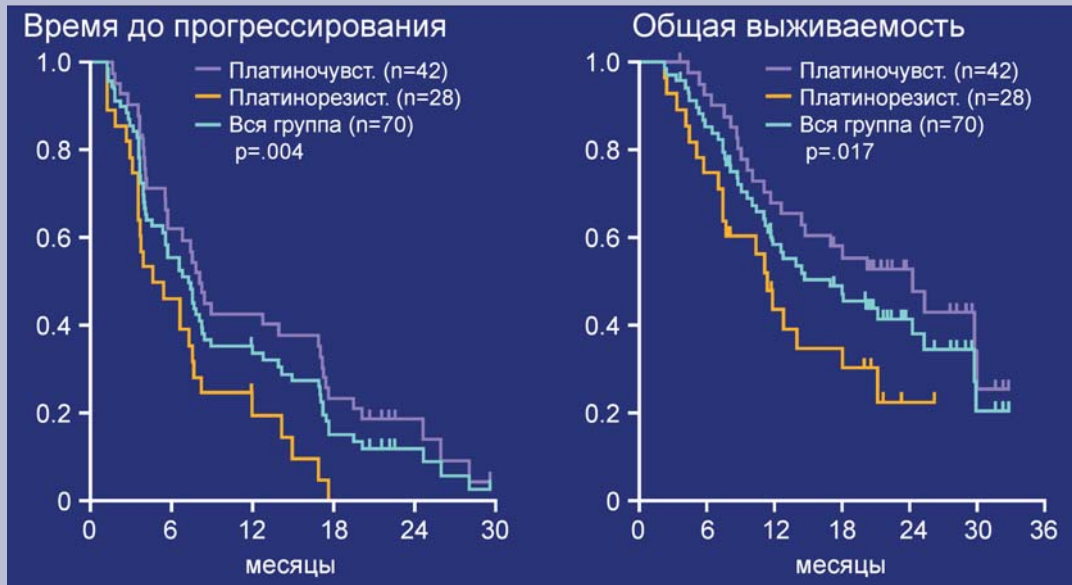 Время до прогрессирования
Платиночувст. (n=42)
Платинорезист. (n=28)
Вся группа (n=70)
p=.004
1.0
0.8
0.6
0.4
0.2
0
0 6 12 18 24 30
месяцы
Общая выживаемость
Платиночувст. (n=42)
Платинорезист. (n=28)
Вся группа (n=70)
p=.017
1.0
0.8
0.6
0.4
0.2
0
0 6 12 18 24 30 36
месяцы